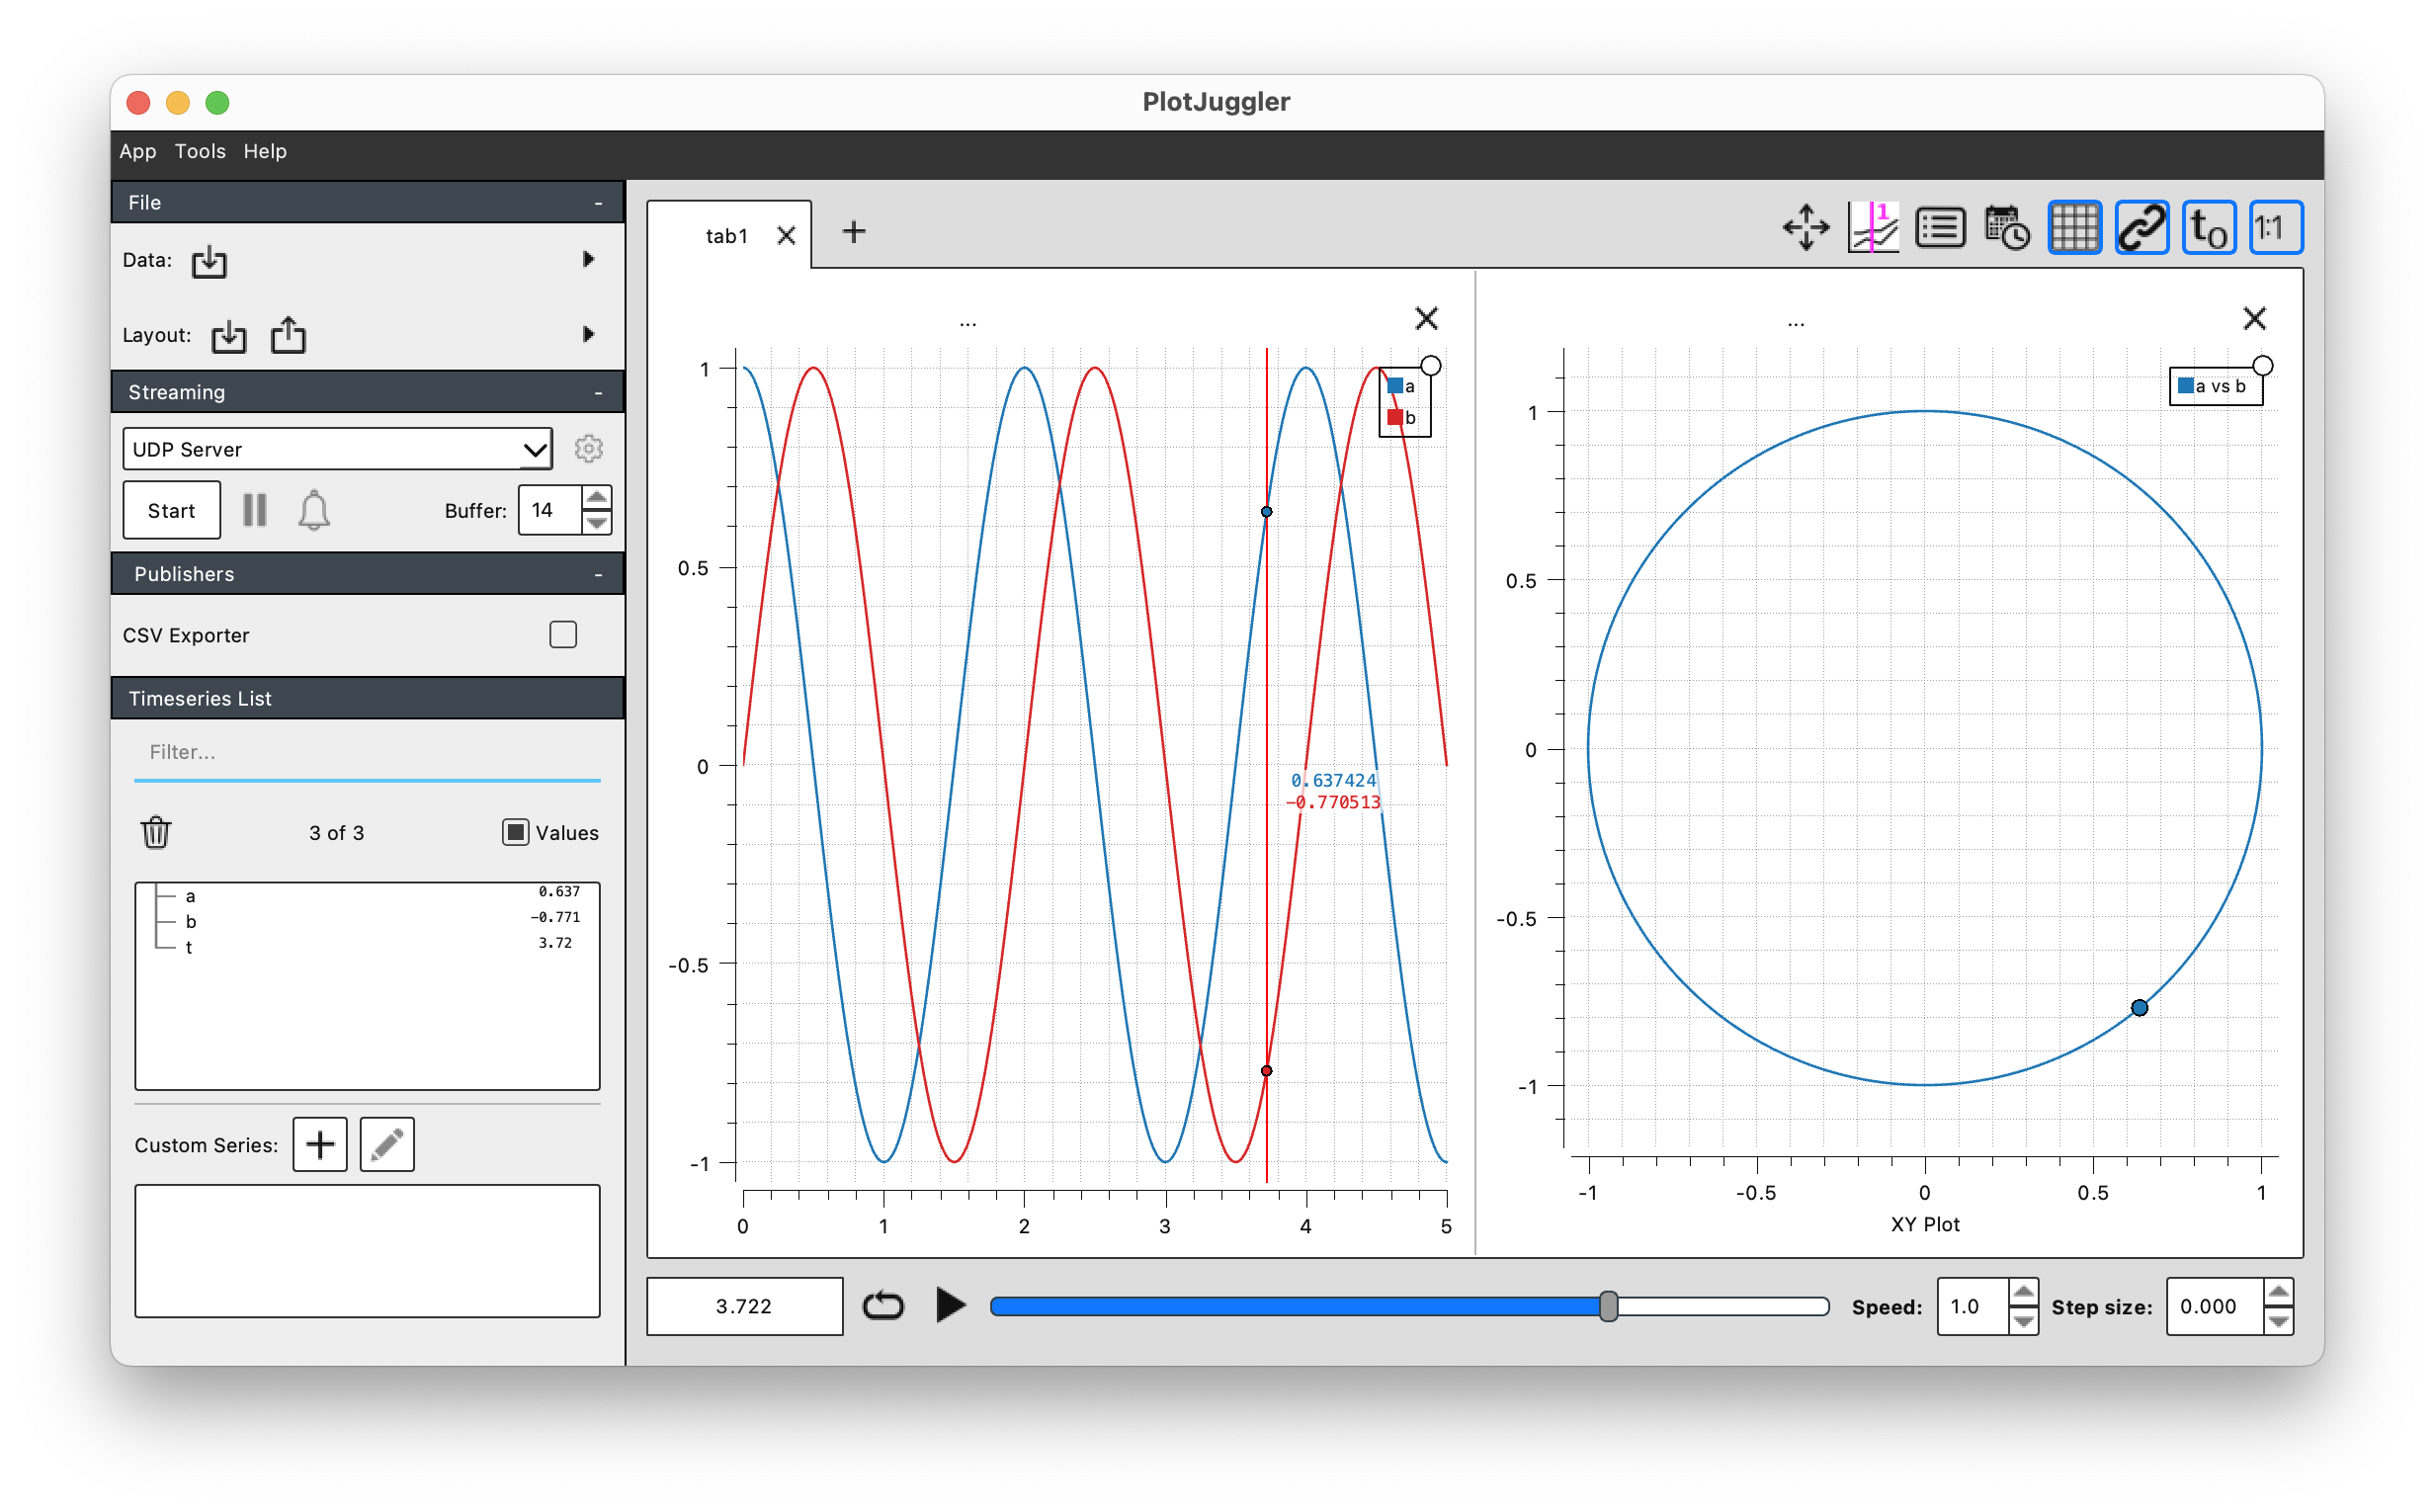 PlotJuggler
App Tools Help
File -
Data:
Layout:
Streaming -
UDP Server
Start Buffer: 14
Publishers -
CSV Exporter
Timeseries List
Filter...
3 of 3 Values
a 0.637
b -0.771
t 3.72
Custom Series:
tab1
1
t0
1:1
...
a
b
1
0.5
0
-0.5
-1
0.637424
-0.770513
0 1 2 3 4 5
...
a vs b
1
0.5
0
-0.5
-1
-1 -0.5 0 0.5 1
XY Plot
3.722 Speed: 1.0 Step size: 0.000